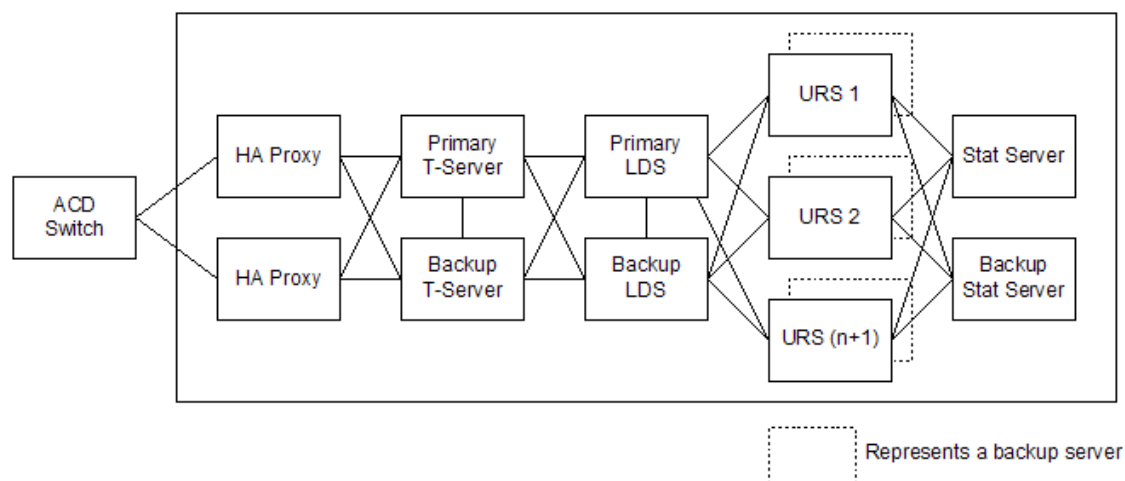 ACD
Switch
HA Proxy
HA Proxy
Primary
T-Server
Backup
T-Server
Primary
LDS
Backup
LDS
URS 1
URS 2
URS (n+1)
Stat Server
Backup
Stat Server
Represents a backup server